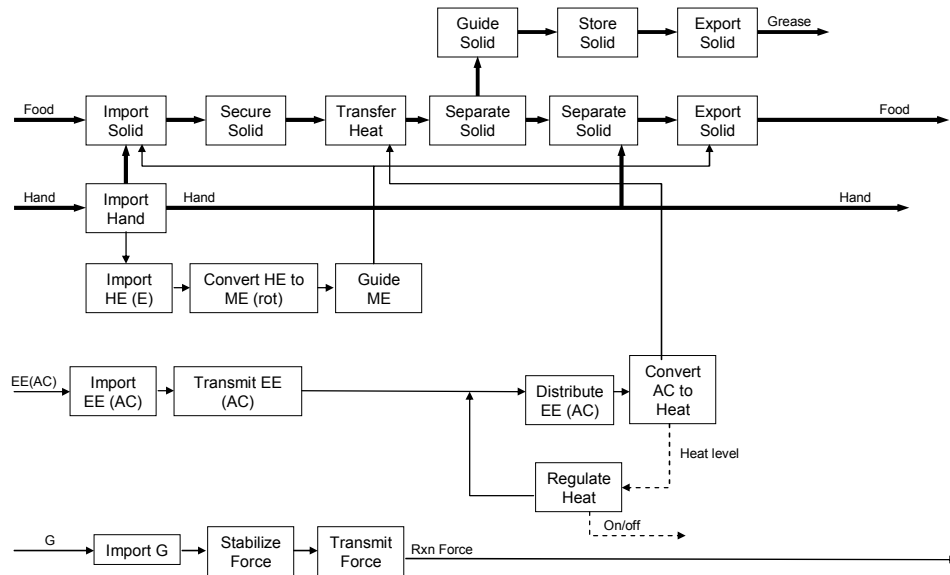 Guide
Solid
Store
Solid
Export
Solid
Grease
Food
Import
Solid
Secure
Solid
Transfer
Heat
Separate
Solid
Separate
Solid
Export
Solid
Food
Hand
Import
Hand
Hand
Hand
Import
HE (E)
Convert HE to
ME (rot)
Guide
ME
EE(AC)
Import
EE (AC)
Transmit EE
(AC)
Distribute
EE (AC)
Convert
AC to
Heat
Heat level
Regulate
Heat
On/off
G
Import G
Stabilize
Force
Transmit
Force
Rxn Force